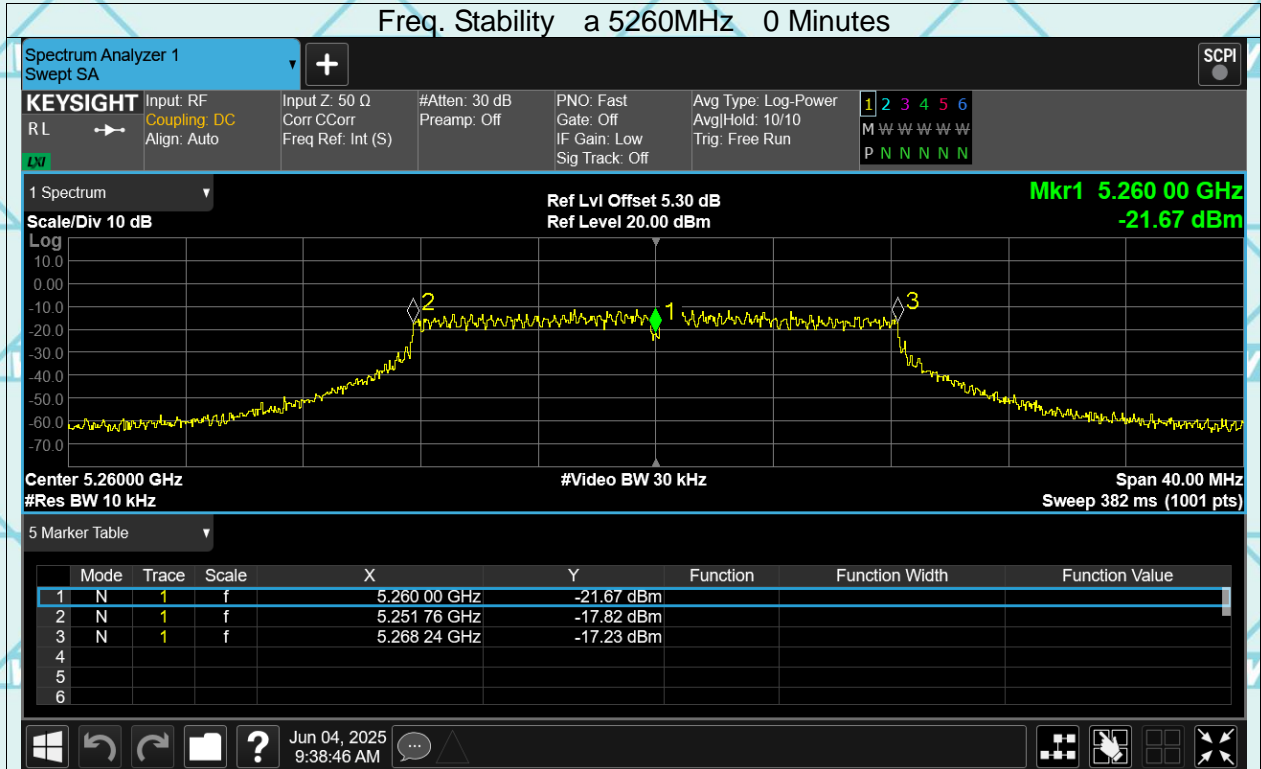 Freq. Stability a 5260MHz 0 Minutes
Spectrum Analyzer 1
Swept SA
+
SCPI
KEYSIGHT
RL
LXI
Input: RF
Coupling: DC
Align: Auto
Input Z: 50 Ω
Corr CCorr
Freq Ref: Int (S)
#Atten: 30 dB
Preamp: Off
PNO: Fast
Gate: Off
IF Gain: Low
Sig Track: Off
Avg Type: Log-Power
Avg|Hold: 10/10
Trig: Free Run
1 2 3 4 5 6
M W W W W W
P N N N N N
1 Spectrum
Scale/Div 10 dB
Ref Lvl Offset 5.30 dB
Ref Level 20.00 dBm
Mkr1 5.260 00 GHz
-21.67 dBm
Log
10.0
0.00
-10.0
-20.0
-30.0
-40.0
-50.0
-60.0
-70.0
2
1
3
Center 5.26000 GHz
#Res BW 10 kHz
#Video BW 30 kHz
Span 40.00 MHz
Sweep 382 ms (1001 pts)
5 Marker Table
Mode Trace Scale X Y Function Function Width Function Value
1 N 1 f 5.260 00 GHz -21.67 dBm
2 N 1 f 5.251 76 GHz -17.82 dBm
3 N 1 f 5.268 24 GHz -17.23 dBm
4
5
6
?
Jun 04, 2025
9:38:46 AM